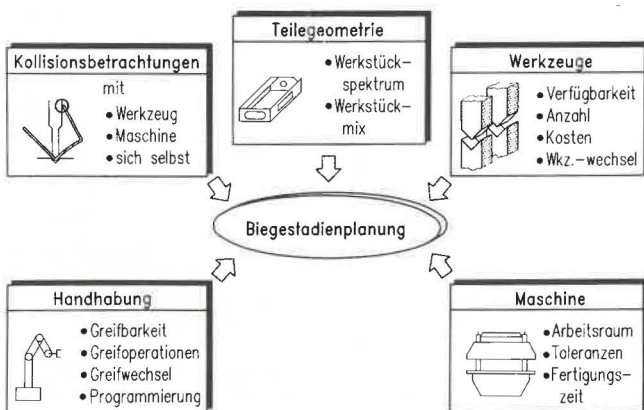 Kollisionsbetrachtungen
mit
• Werkzeug
• Maschine
• sich selbst
Teilegeometrie
• Werkstück-
spektrum
• Werkstück-
mix
Werkzeuge
• Verfügbarkeit
• Anzahl
• Kosten
• Wkz.-wechsel
Biegestadienplanung
Handhabung
• Greifbarkeit
• Greifoperationen
• Greifwechsel
• Programmierung
Maschine
• Arbeitsraum
• Toleranzen
• Fertigungs-
zeit